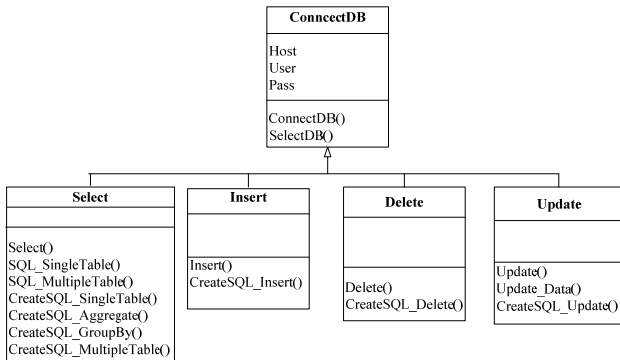 ConncectDB
Host
User
Pass
ConnectDB()
SelectDB()
Select
Select()
SQL_SingleTable()
SQL_MultipleTable()
CreateSQL_SingleTable()
CreateSQL_Aggregate()
CreateSQL_GroupBy()
CreateSQL_MultipleTable()
Insert
Insert()
CreateSQL_Insert()
Delete
Delete()
CreateSQL_Delete()
Update
Update()
Update_Data()
CreateSQL_Update()